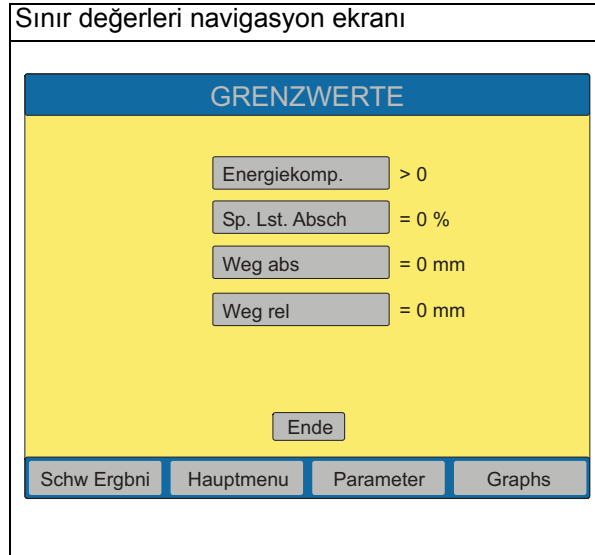 Sınır değerleri navigasyon ekranı
GRENZWERTE
Energiekomp. > 0
Sp. Lst. Absch = 0 %
Weg abs = 0 mm
Weg rel = 0 mm
Ende
Schw Ergbni Hauptmenu Parameter Graphs